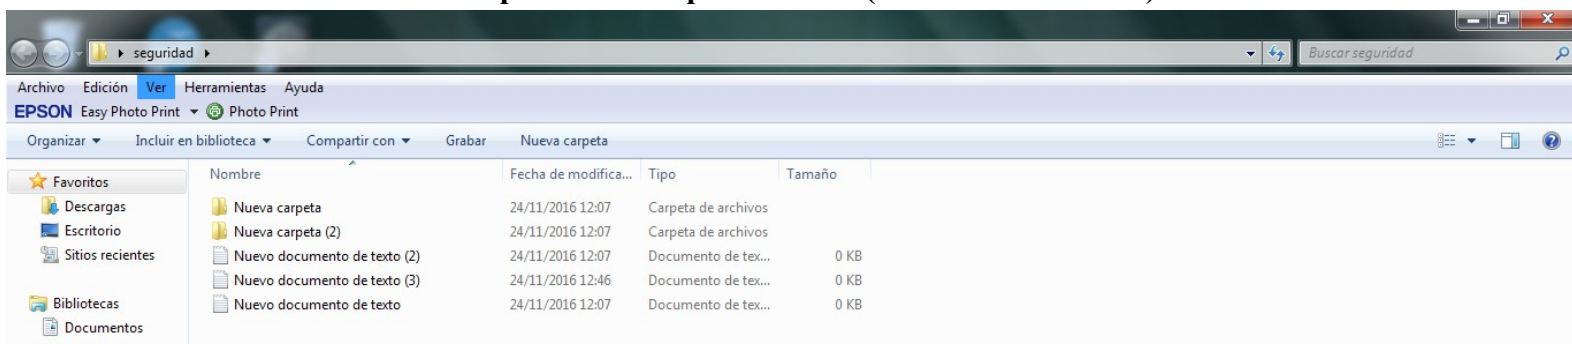 seguridad
Buscar seguridad
Archivo Edición Ver Herramientas Ayuda
EPSON Easy Photo Print Photo Print
Organizar Incluir en biblioteca Compartir con Grabar Nueva carpeta
Favoritos
Descargas
Escritorio
Sitios recientes
Bibliotecas
Documentos
Nombre Fecha de modifica... Tipo Tamaño
Nueva carpeta 24/11/2016 12:07 Carpeta de archivos
Nueva carpeta (2) 24/11/2016 12:07 Carpeta de archivos
Nuevo documento de texto (2) 24/11/2016 12:07 Documento de tex... 0 KB
Nuevo documento de texto (3) 24/11/2016 12:46 Documento de tex... 0 KB
Nuevo documento de texto 24/11/2016 12:07 Documento de tex... 0 KB